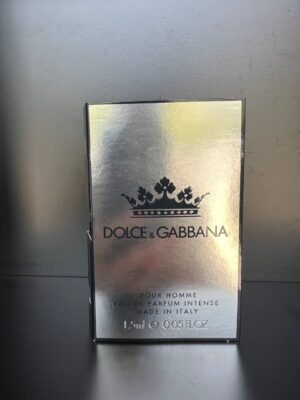 DOLCE & GABBANA
POUR HOMME
EAU DE PARFUM INTENSE
MADE IN ITALY
1.5ml ℮ 0.05 FL.OZ.